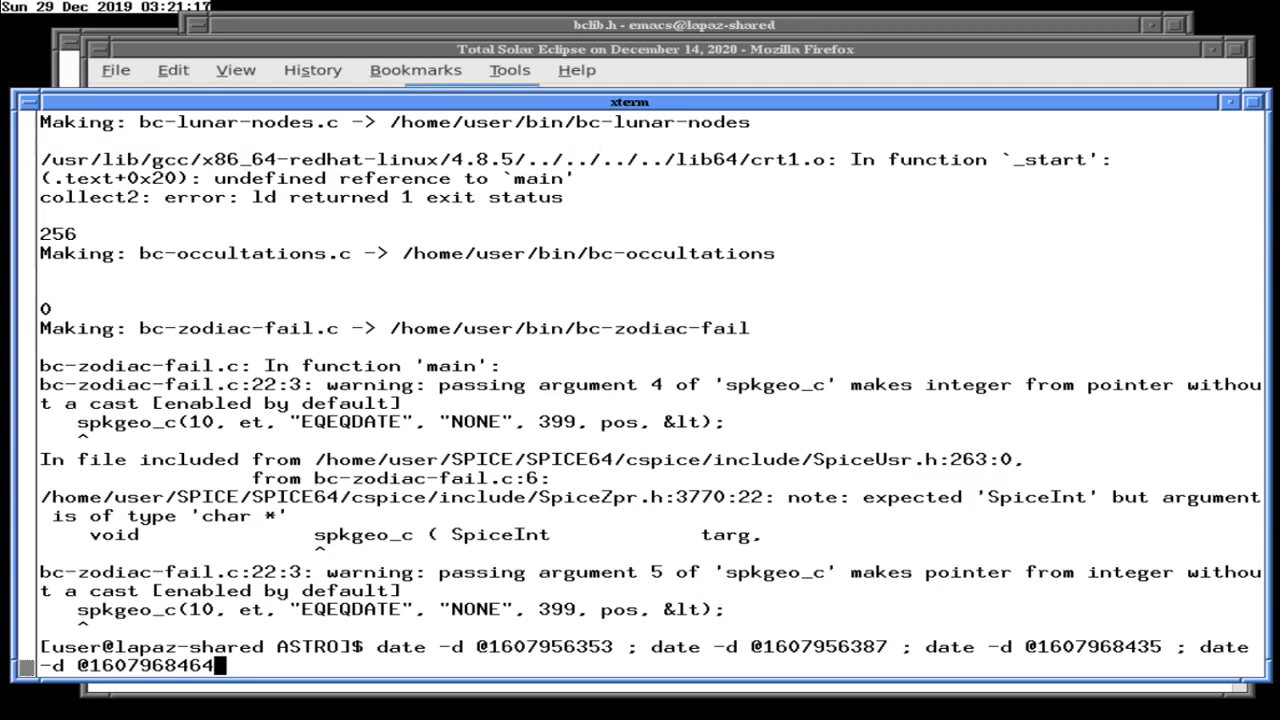 Sun 29 Dec 2019 03:21:17
bclib.h - emacs@lapaz-shared
Total Solar Eclipse on December 14, 2020 - Mozilla Firefox
File Edit View History Bookmarks Tools Help
xterm
Making: bc-lunar-nodes.c -> /home/user/bin/bc-lunar-nodes
/usr/lib/gcc/x86_64-redhat-linux/4.8.5/../../../../lib64/crt1.o: In function `_start':
(.text+0x20): undefined reference to `main'
collect2: error: ld returned 1 exit status
256
Making: bc-occultations.c -> /home/user/bin/bc-occultations
0
Making: bc-zodiac-fail.c -> /home/user/bin/bc-zodiac-fail
bc-zodiac-fail.c: In function 'main':
bc-zodiac-fail.c:22:3: warning: passing argument 4 of 'spkgeo_c' makes integer from pointer withou
t a cast [enabled by default]
   spkgeo_c(10, et, "EQEQDATE", "NONE", 399, pos, &lt);
   ^
In file included from /home/user/SPICE/SPICE64/cspice/include/SpiceUsr.h:263:0,
                 from bc-zodiac-fail.c:6:
/home/user/SPICE/SPICE64/cspice/include/SpiceZpr.h:3770:22: note: expected 'SpiceInt' but argument
 is of type 'char *'
    void              spkgeo_c ( SpiceInt            targ,
                      ^
bc-zodiac-fail.c:22:3: warning: passing argument 5 of 'spkgeo_c' makes pointer from integer withou
t a cast [enabled by default]
   spkgeo_c(10, et, "EQEQDATE", "NONE", 399, pos, &lt);
   ^
[user@lapaz-shared ASTRO]$ date -d @1607956353 ; date -d @1607956387 ; date -d @1607968435 ; date
-d @1607968464